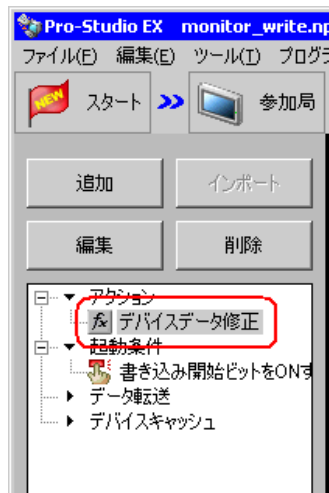 Pro-Studio EX monitor_write.np
ファイル(F) 編集(E) ツール(T) プログラ
NEW スタート 参加局
追加 インポート
編集 削除
アクション
fx デバイスデータ修正
起動条件
書き込み開始ビットをONす
データ転送
デバイスキャッシュ